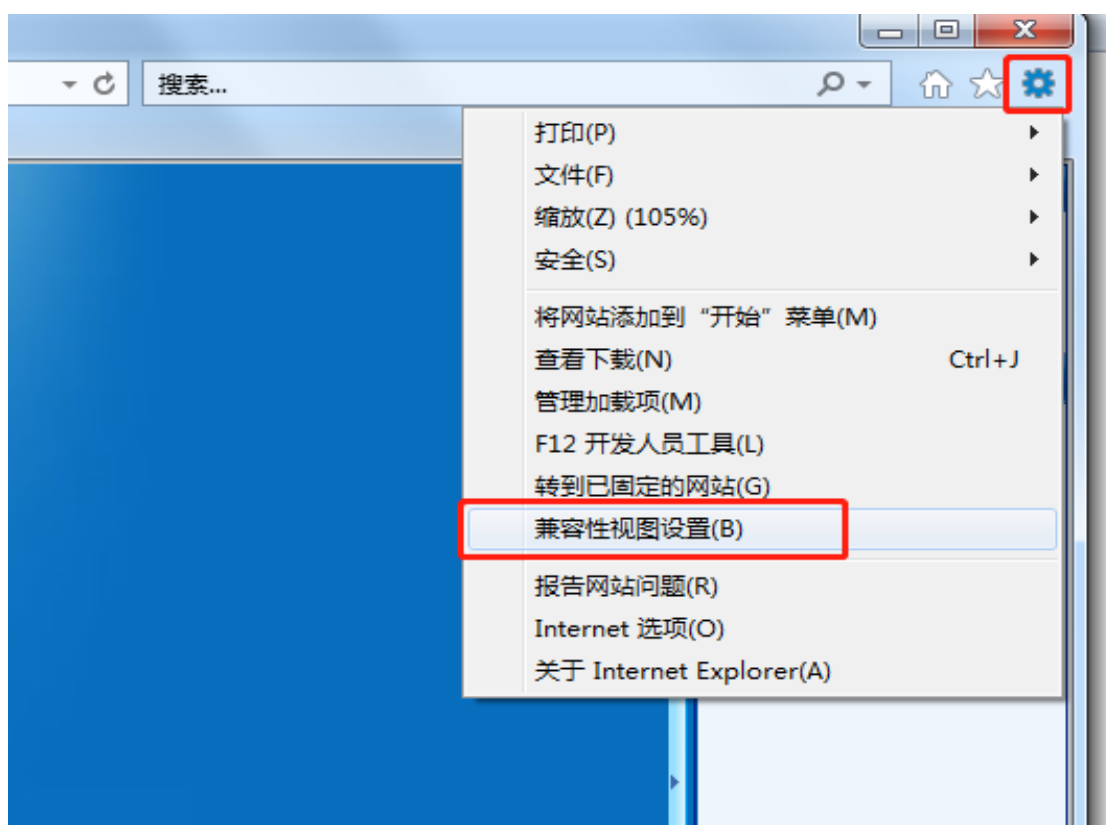 搜索...
打印(P)
文件(F)
缩放(Z) (105%)
安全(S)
将网站添加到“开始”菜单(M)
查看下载(N) Ctrl+J
管理加载项(M)
F12 开发人员工具(L)
转到已固定的网站(G)
兼容性视图设置(B)
报告网站问题(R)
Internet 选项(O)
关于 Internet Explorer(A)